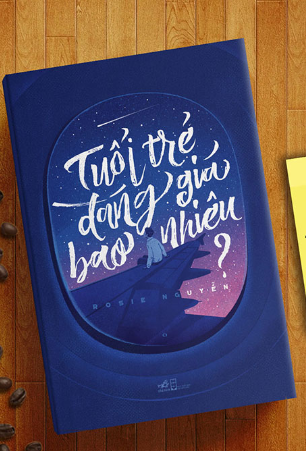 Tuổi trẻ
đáng giá
bao nhiêu
?
ROSIE NGUYỄN